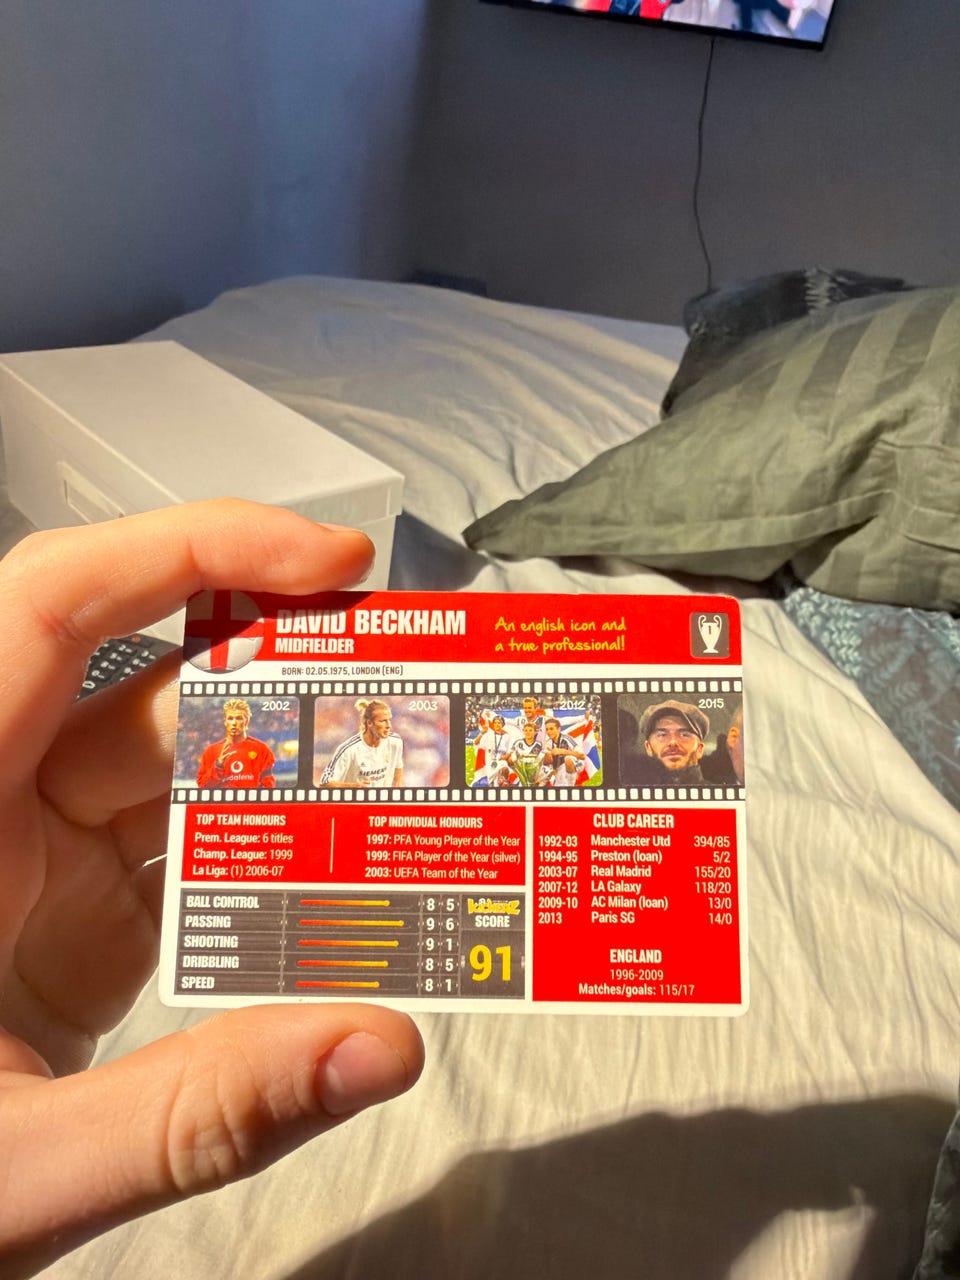 DAVID BECKHAM
MIDFIELDER
An english icon and
a true professional!
1
BORN: 02.05.1975, LONDON (ENG)
2002
2003
2012
2015
vodafone
SIEMENS
TOP TEAM HONOURS
Prem. League: 6 titles
Champ. League: 1999
La Liga: (1) 2006-07
TOP INDIVIDUAL HONOURS
1997: PFA Young Player of the Year
1999: FIFA Player of the Year (silver)
2003: UEFA Team of the Year
CLUB CAREER
1992-03 Manchester Utd 394/85
1994-95 Preston (loan) 5/2
2003-07 Real Madrid 155/20
2007-12 LA Galaxy 118/20
2009-10 AC Milan (loan) 13/0
2013 Paris SG 14/0
ENGLAND
1996-2009
Matches/goals: 115/17
BALL CONTROL 8 5
PASSING 9 6
SHOOTING 9 1
DRIBBLING 8 5
SPEED 8 1
KICKERZ
SCORE
91